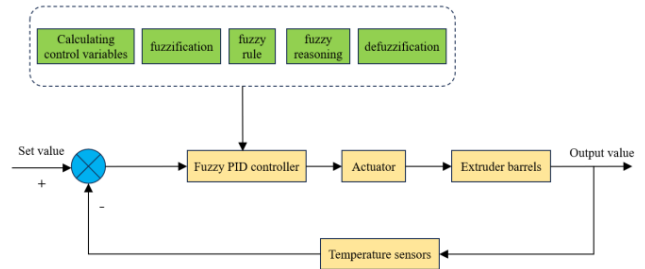 Calculating
control variables
fuzzification
fuzzy
rule
fuzzy
reasoning
defuzzification
Set value
+
-
Fuzzy PID controller
Actuator
Extruder barrels
Output value
Temperature sensors